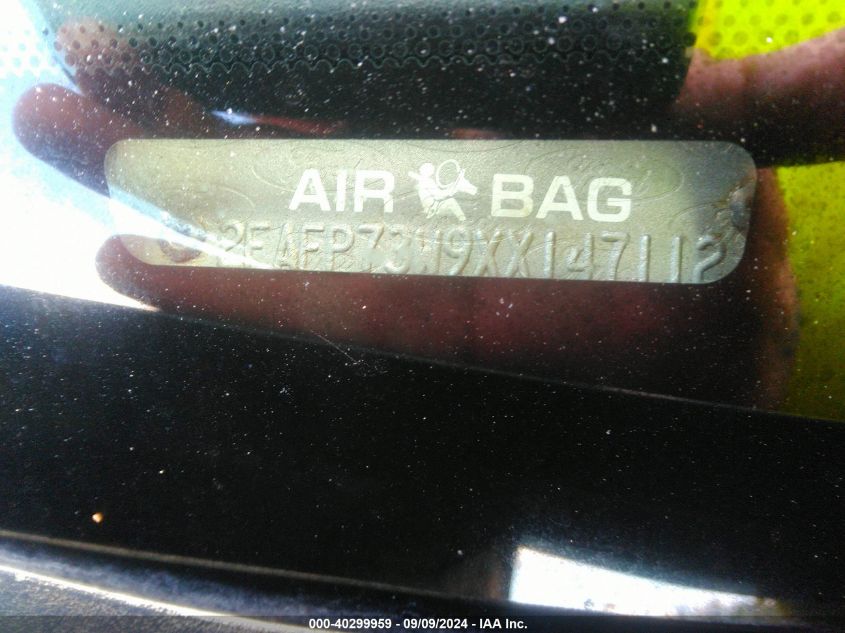 AIR BAG
2FAFP73W9XX147112
000-40299959 - 09/09/2024 - IAA Inc.